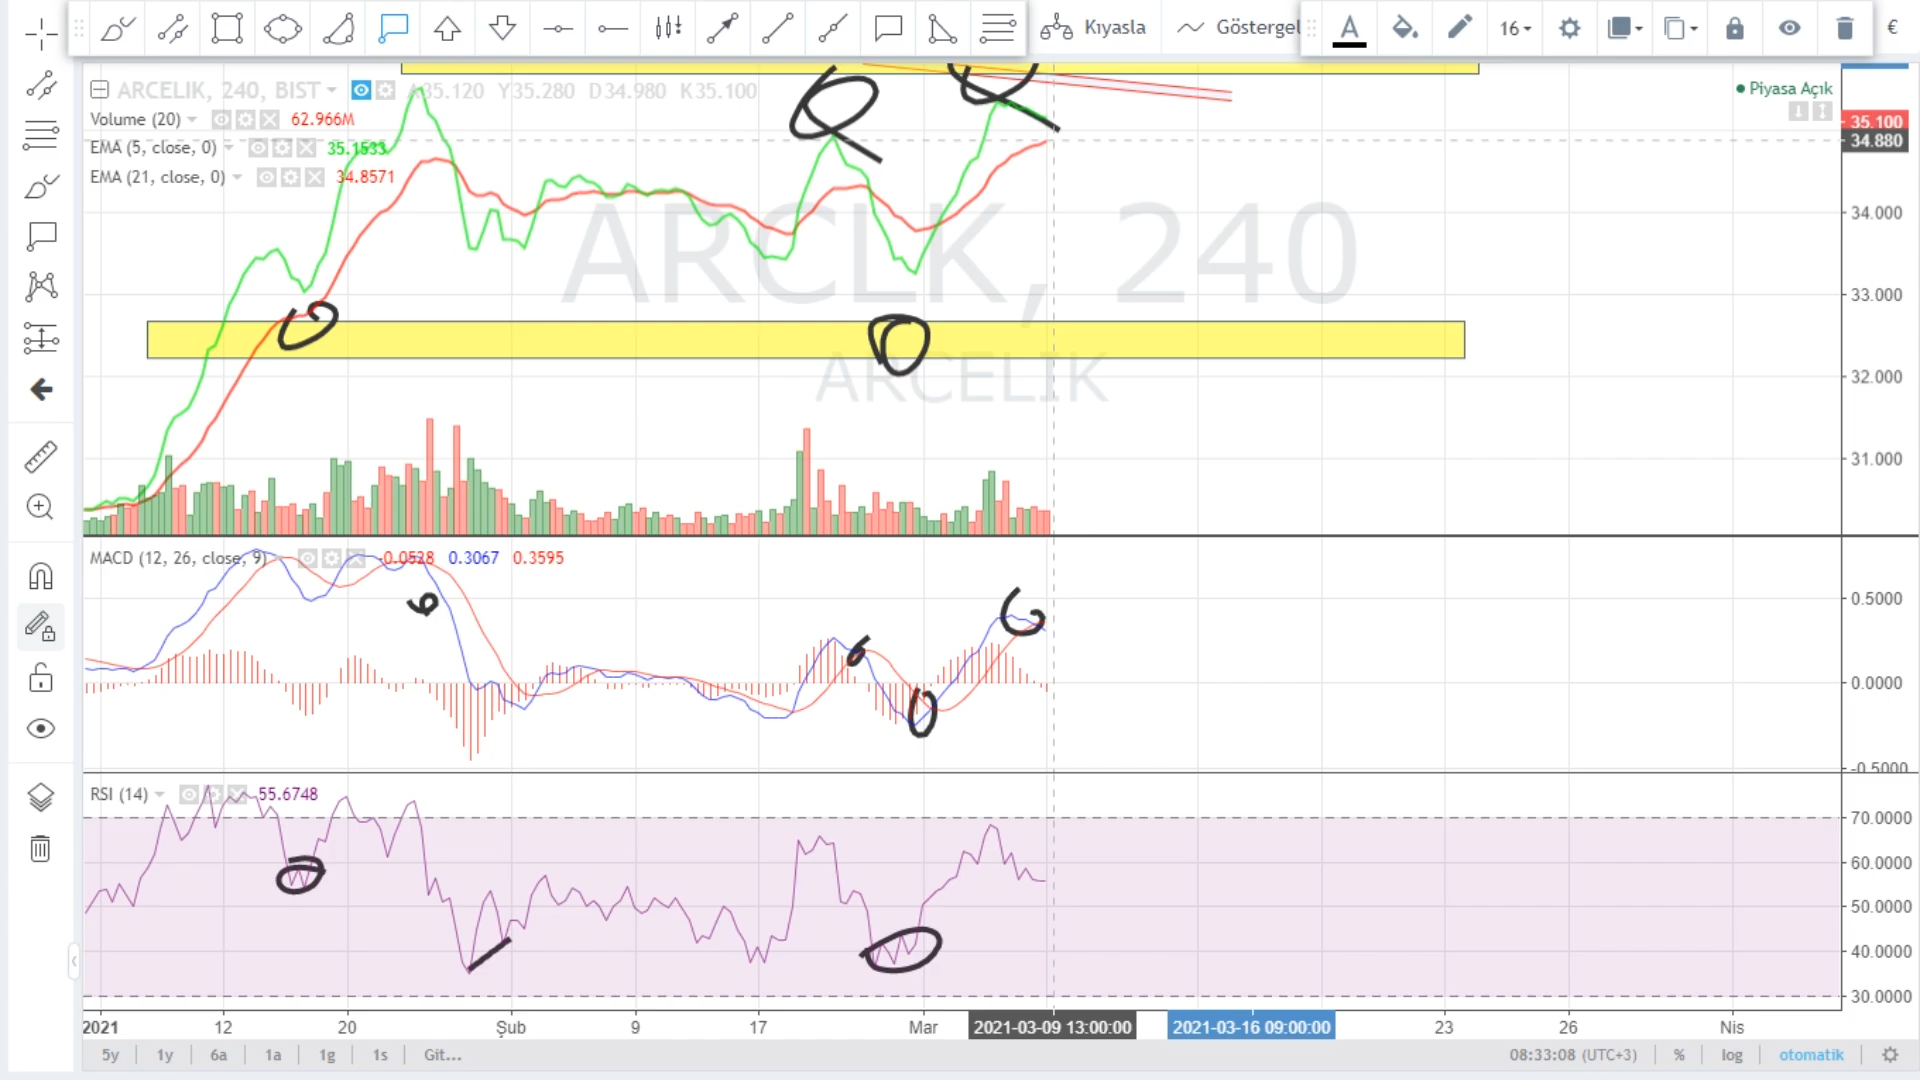 Kıyasla
Göstergel
A
16
€
ARCELIK, 240, BIST
35.120 Y35.280 D34.980 K35.100
Piyasa Açık
Volume (20) 62.966M
EMA (5, close, 0) 35.1533
EMA (21, close, 0) 34.8571
ARCLK, 240
ARCELIK
35.100
34.880
34.000
33.000
32.000
31.000
MACD (12, 26, close, 9) -0.0528 0.3067 0.3595
0.5000
0.0000
-0.5000
RSI (14) 55.6748
70.0000
60.0000
50.0000
40.0000
30.0000
2021 12 20 Şub 9 17 Mar 2021-03-09 13:00:00 2021-03-16 09:00:00 23 26 Nis
5y 1y 6a 1a 1g 1s Git... 08:33:08 (UTC+3) % log otomatik